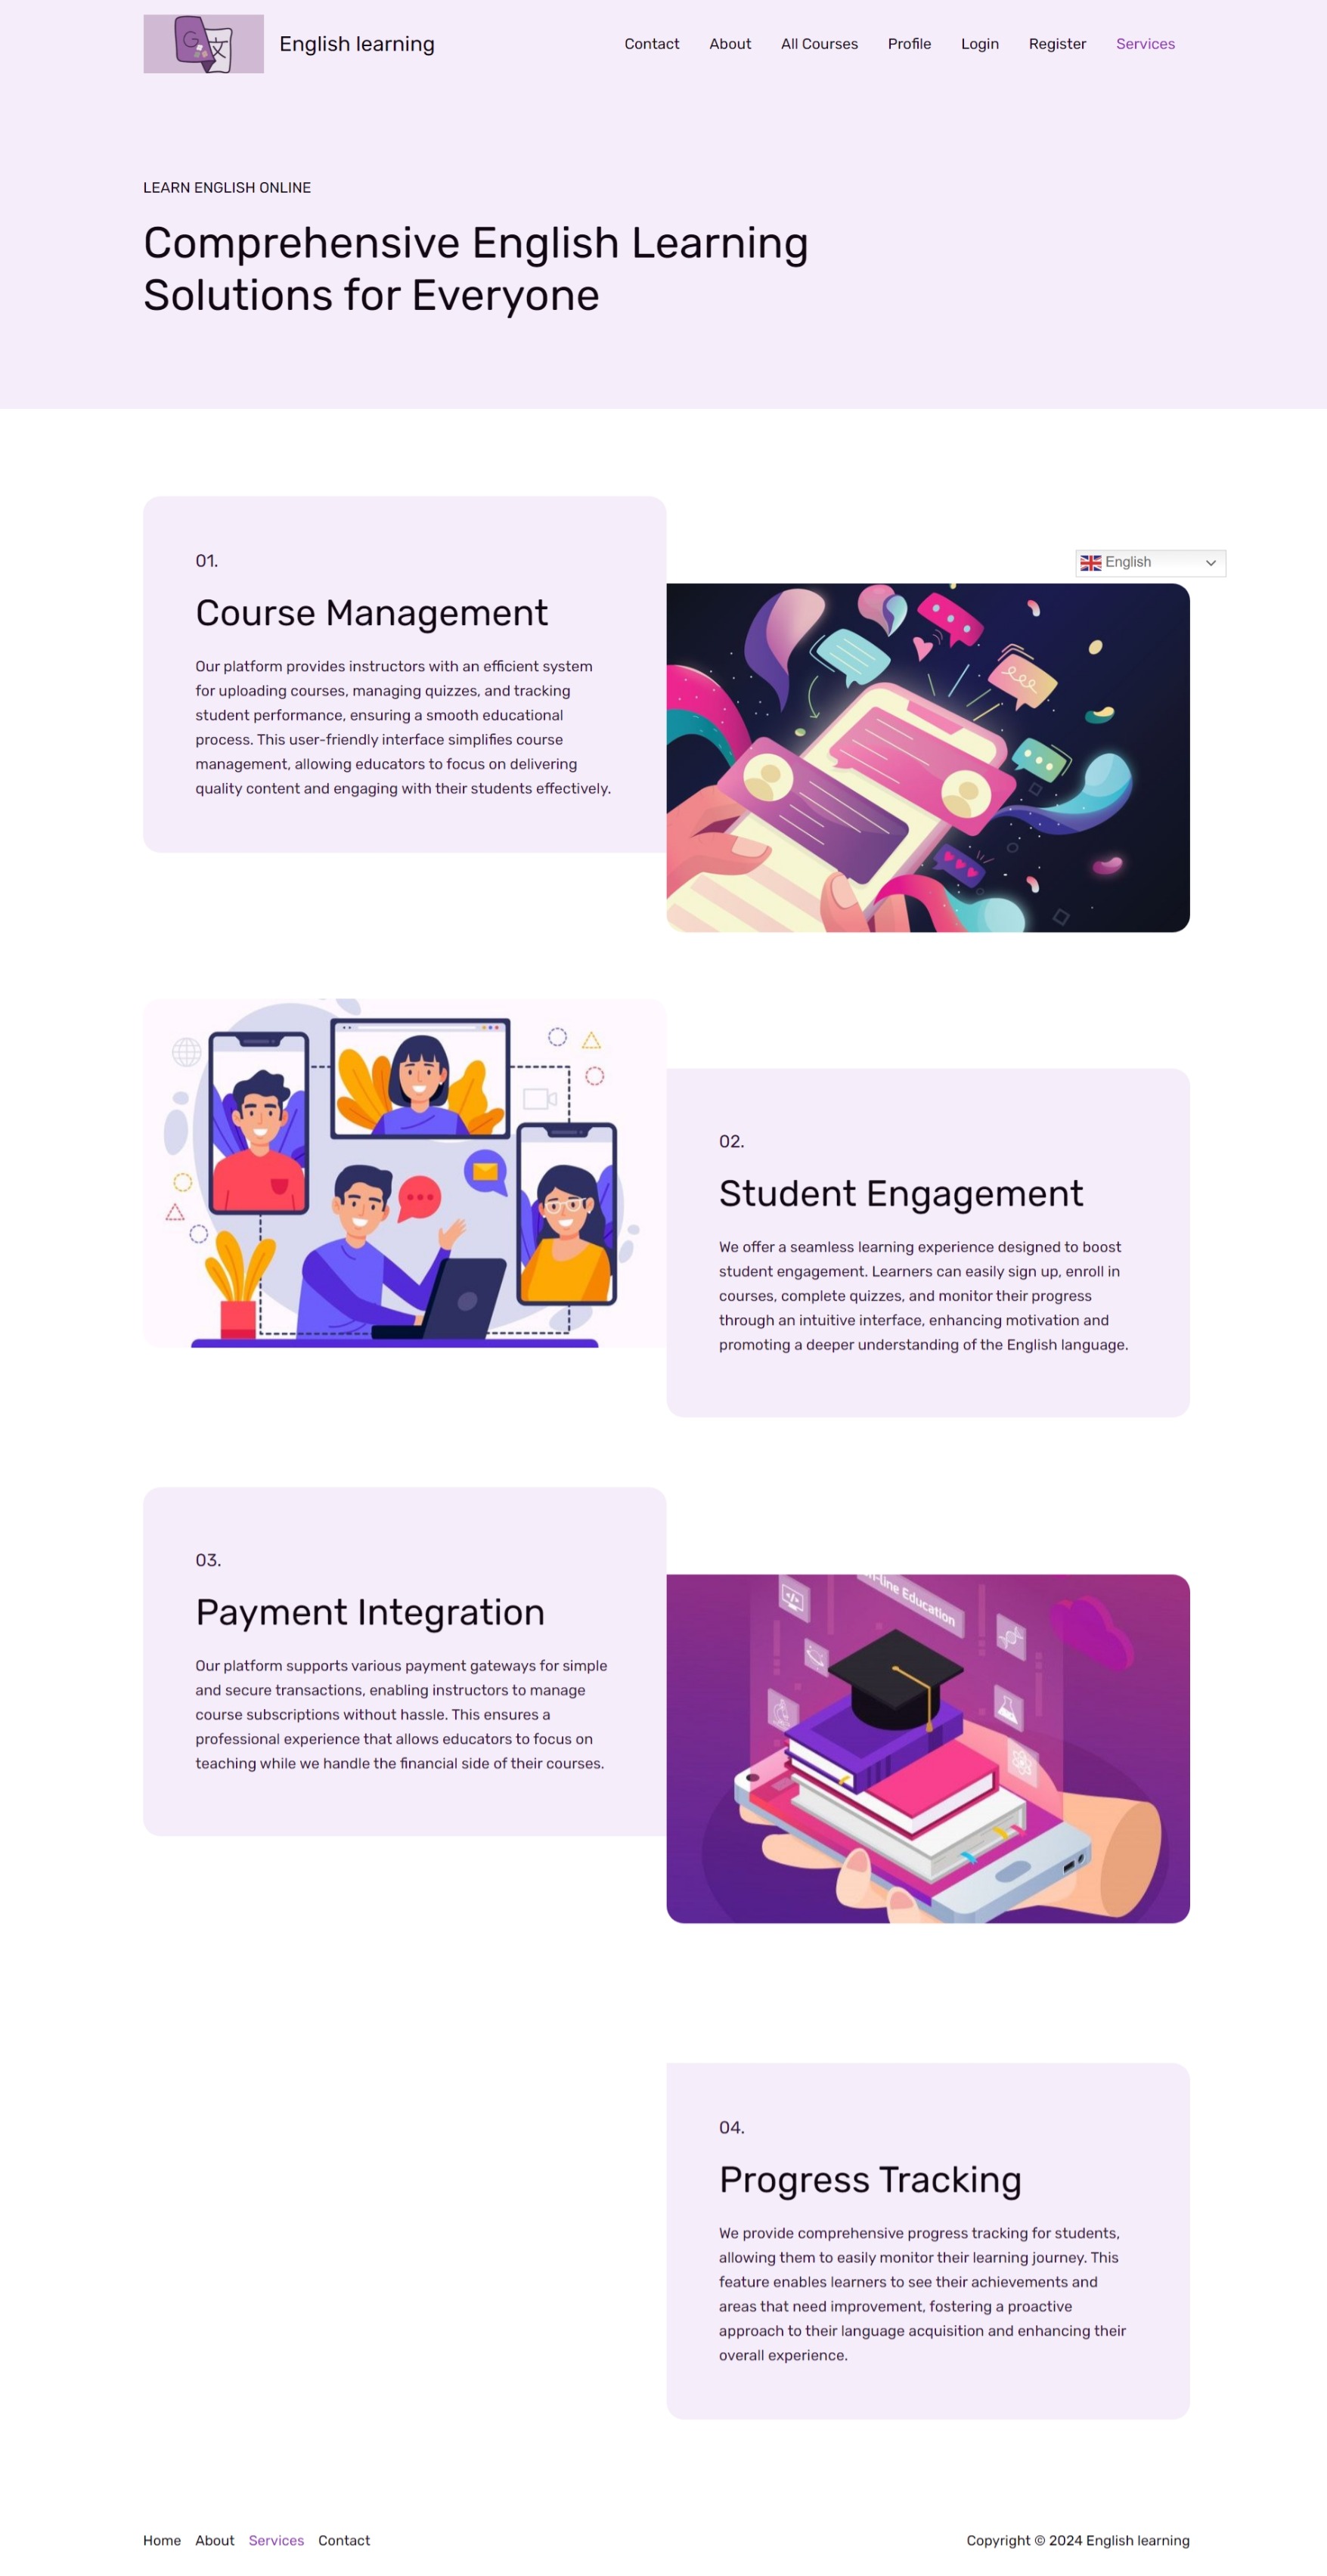 English learning
Contact About All Courses Profile Login Register Services
LEARN ENGLISH ONLINE
Comprehensive English Learning
Solutions for Everyone
01.
Course Management
Our platform provides instructors with an efficient system
for uploading courses, managing quizzes, and tracking
student performance, ensuring a smooth educational
process. This user-friendly interface simplifies course
management, allowing educators to focus on delivering
quality content and engaging with their students effectively.
English
02.
Student Engagement
We offer a seamless learning experience designed to boost
student engagement. Learners can easily sign up, enroll in
courses, complete quizzes, and monitor their progress
through an intuitive interface, enhancing motivation and
promoting a deeper understanding of the English language.
03.
Payment Integration
Our platform supports various payment gateways for simple
and secure transactions, enabling instructors to manage
course subscriptions without hassle. This ensures a
professional experience that allows educators to focus on
teaching while we handle the financial side of their courses.
Education
04.
Progress Tracking
We provide comprehensive progress tracking for students,
allowing them to easily monitor their learning journey. This
feature enables learners to see their achievements and
areas that need improvement, fostering a proactive
approach to their language acquisition and enhancing their
overall experience.
Home About Services Contact
Copyright © 2024 English learning